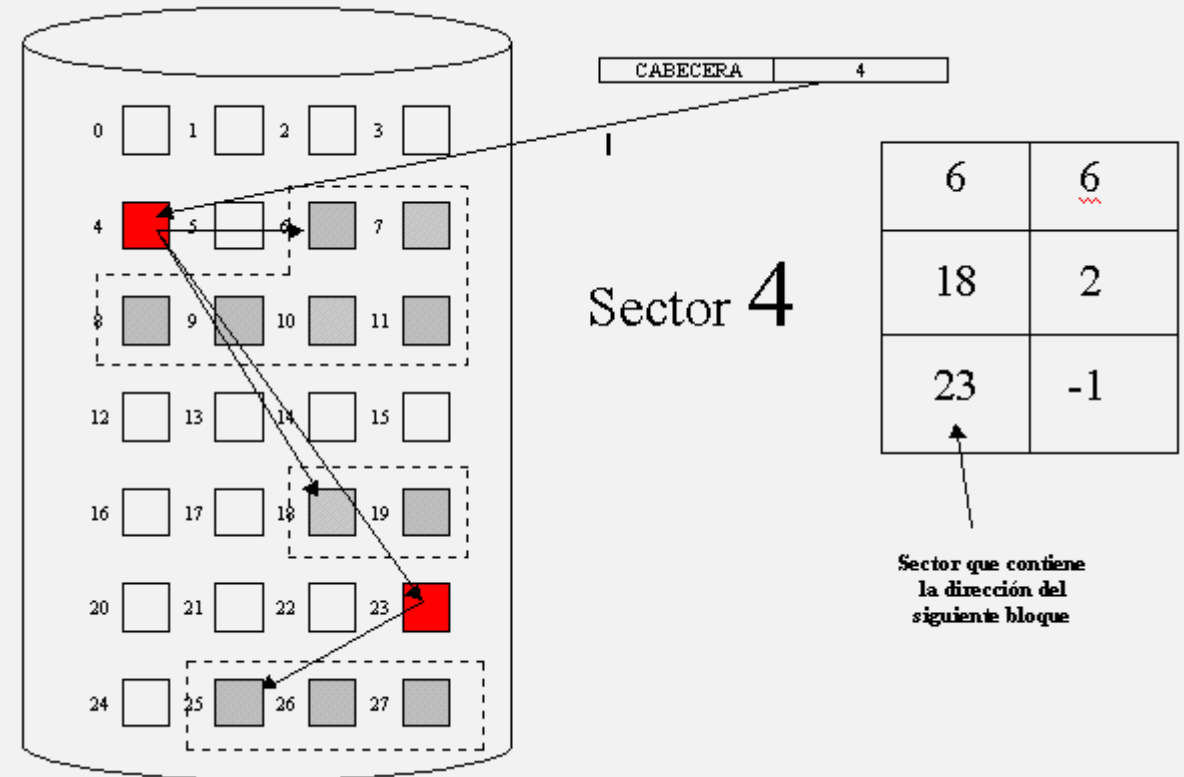 CABECERA 4
0 1 2 3
4 5 6 7
8 9 10 11
12 13 14 15
16 17 18 19
20 21 22 23
24 25 26 27
Sector 4
6 6
18 2
23 -1
Sector que contiene
la dirección del
siguiente bloque